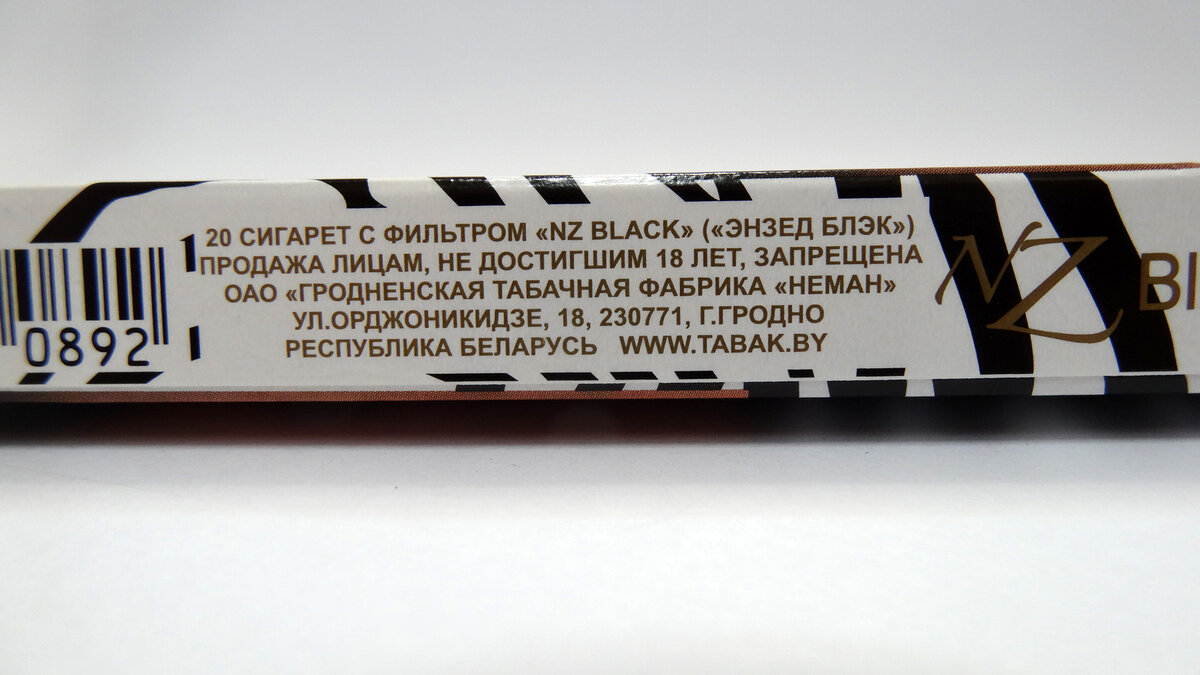 20 СИГАРЕТ С ФИЛЬТРОМ «NZ BLACK» («ЭНЗЕД БЛЭК»)
ПРОДАЖА ЛИЦАМ, НЕ ДОСТИГШИМ 18 ЛЕТ, ЗАПРЕЩЕНА
ОАО «ГРОДНЕНСКАЯ ТАБАЧНАЯ ФАБРИКА «НЕМАН»
УЛ.ОРДЖОНИКИДЗЕ, 18, 230771, Г.ГРОДНО
РЕСПУБЛИКА БЕЛАРУСЬ WWW.TABAK.BY
0892
NZ